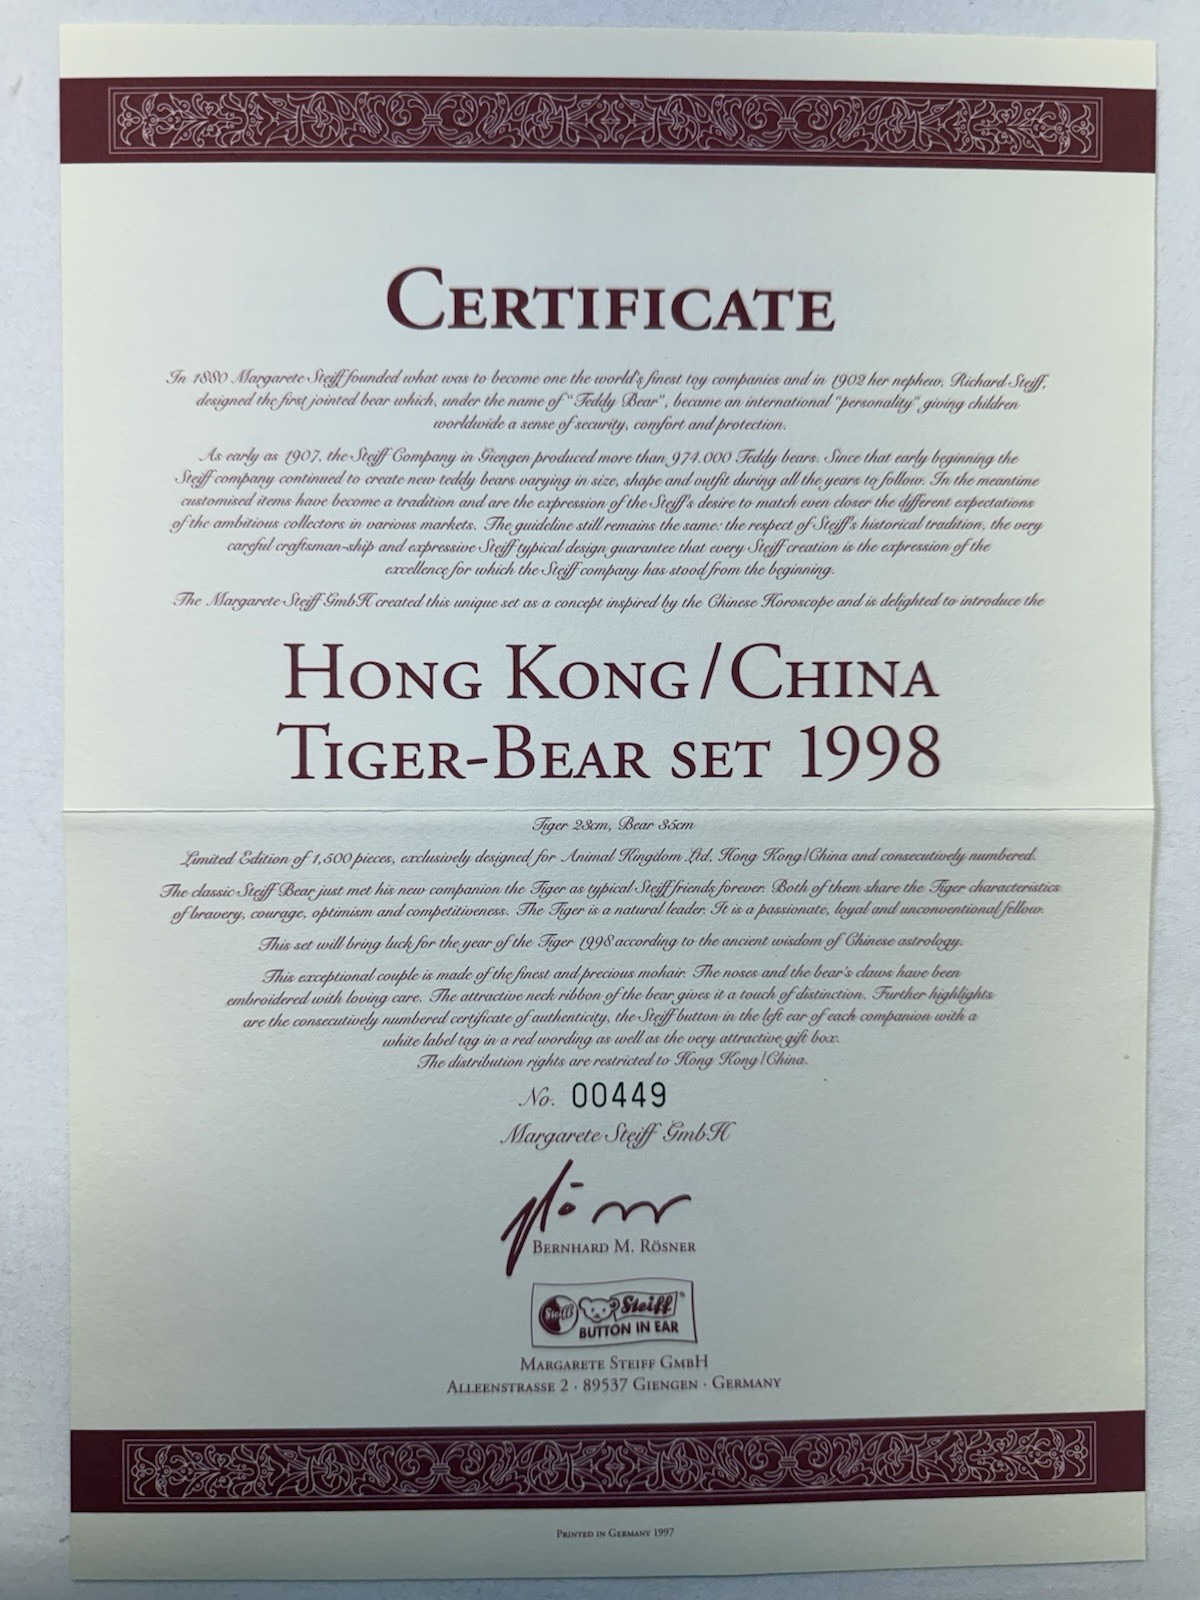 CERTIFICATE
In 1880 Margarete Steiff founded what was to become one the world's finest toy companies and in 1902 her nephew, Richard Steiff,
designed the first jointed bear which, under the name of "Teddy Bear", became an international "personality" giving children
worldwide a sense of security, comfort and protection.
As early as 1907, the Steiff Company in Giengen produced more than 974.000 Teddy bears. Since that early beginning the
Steiff company continued to create new teddy bears varying in size, shape and outfit during all the years to follow. In the meantime
customised items have become a tradition and are the expression of the Steiff's desire to match even closer the different expectations
of the ambitious collectors in various markets. The guideline still remains the same: the respect of Steiff's historical tradition, the very
careful craftsman-ship and expressive Steiff typical design guarantee that every Steiff creation is the expression of the
excellence for which the Steiff company has stood from the beginning.
The Margarete Steiff GmbH created this unique set as a concept inspired by the Chinese Horoscope and is delighted to introduce the
HONG KONG/CHINA
TIGER-BEAR SET 1998
Tiger 28cm, Bear 35cm
Limited Edition of 1,500 pieces, exclusively designed for Animal Kingdom Ltd, Hong Kong/China and consecutively numbered.
The classic Steiff Bear just met his new companion the Tiger as typical Steiff friends forever. Both of them share the Tiger characteristics
of bravery, courage, optimism and competitiveness. The Tiger is a natural leader. It is a passionate, loyal and unconventional fellow.
This set will bring luck for the year of the Tiger 1998 according to the ancient wisdom of Chinese astrology.
This exceptional couple is made of the finest and precious mohair. The noses and the bear's claws have been
embroidered with loving care. The attractive neck ribbon of the bear gives it a touch of distinction. Further highlights
are the consecutively numbered certificate of authenticity, the Steiff button in the left ear of each companion with a
white label tag in a red wording as well as the very attractive gift box.
The distribution rights are restricted to Hong Kong/China.
No. 00449
Margarete Steiff GmbH
BERNHARD M. RÖSNER
Steiff Steiff®
BUTTON IN EAR
MARGARETE STEIFF GMBH
ALLEENSTRASSE 2 · 89537 GIENGEN · GERMANY
PRINTED IN GERMANY 1997